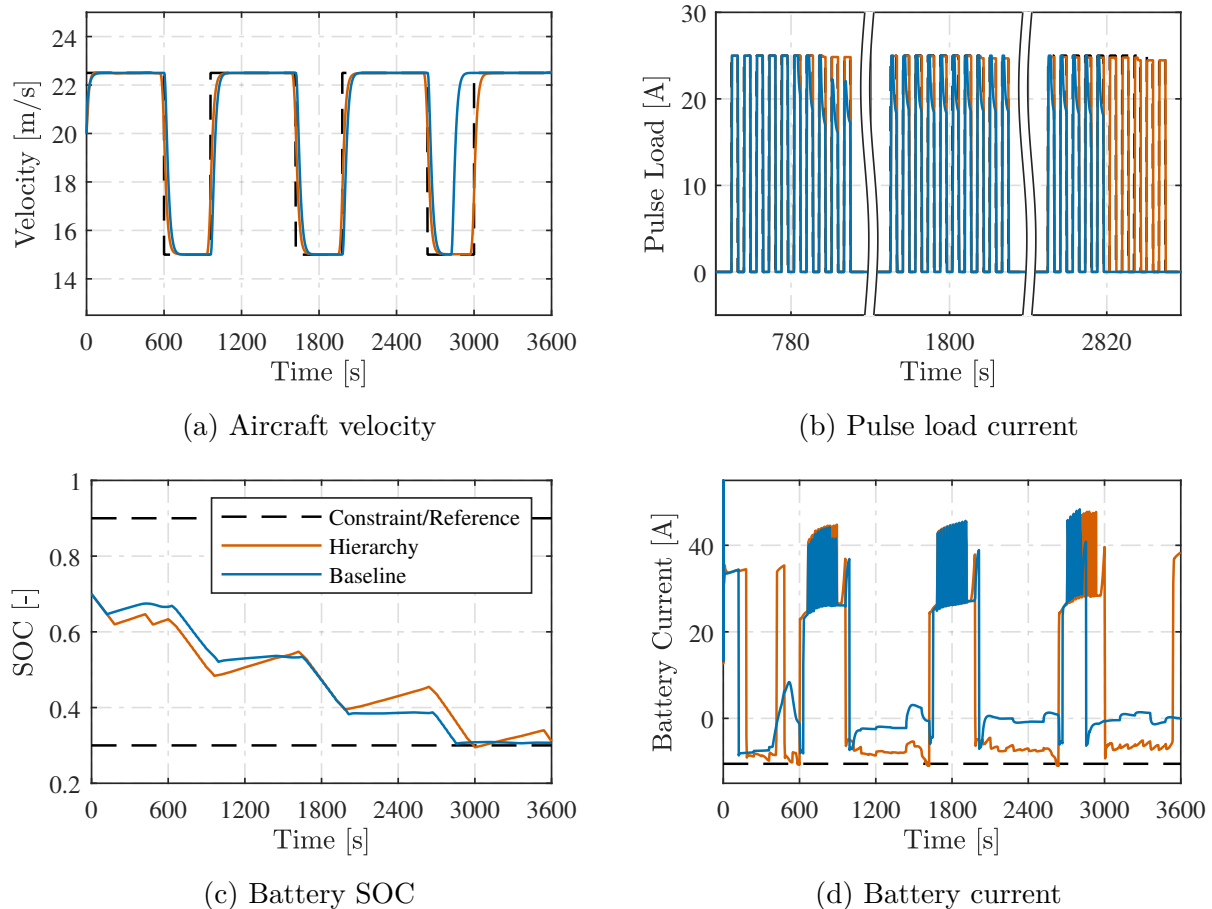 24
22
20
18
16
14
Velocity [m/s]
0 600 1200 1800 2400 3000 3600
Time [s]
(a) Aircraft velocity
30
20
10
0
Pulse Load [A]
780 1800 2820
Time [s]
(b) Pulse load current
1
0.8
0.6
0.4
0.2
SOC [-]
Constraint/Reference
Hierarchy
Baseline
0 600 1200 1800 2400 3000 3600
Time [s]
(c) Battery SOC
40
20
0
Battery Current [A]
0 600 1200 1800 2400 3000 3600
Time [s]
(d) Battery current